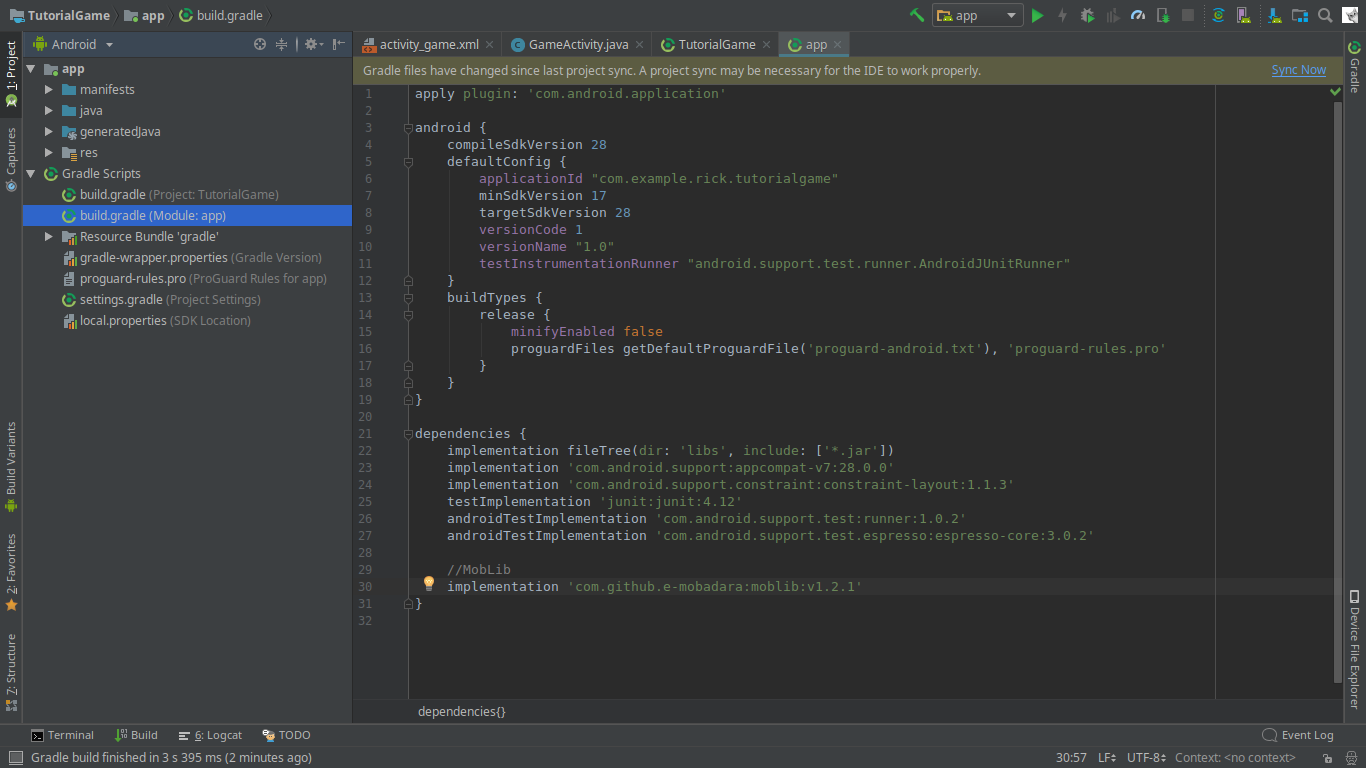 TutorialGame app build.gradle
app
1: Project
Captures
Build Variants
2: Favorites
7: Structure
Android
app
manifests
java
generatedJava
res
Gradle Scripts
build.gradle (Project: TutorialGame)
build.gradle (Module: app)
Resource Bundle 'gradle'
gradle-wrapper.properties (Gradle Version)
proguard-rules.pro (ProGuard Rules for app)
settings.gradle (Project Settings)
local.properties (SDK Location)
activity_game.xml GameActivity.java TutorialGame app
Gradle files have changed since last project sync. A project sync may be necessary for the IDE to work properly. Sync Now
1 apply plugin: 'com.android.application'
2
3 android {
4 compileSdkVersion 28
5 defaultConfig {
6 applicationId "com.example.rick.tutorialgame"
7 minSdkVersion 17
8 targetSdkVersion 28
9 versionCode 1
10 versionName "1.0"
11 testInstrumentationRunner "android.support.test.runner.AndroidJUnitRunner"
12 }
13 buildTypes {
14 release {
15 minifyEnabled false
16 proguardFiles getDefaultProguardFile('proguard-android.txt'), 'proguard-rules.pro'
17 }
18 }
19 }
20
21 dependencies {
22 implementation fileTree(dir: 'libs', include: ['*.jar'])
23 implementation 'com.android.support:appcompat-v7:28.0.0'
24 implementation 'com.android.support.constraint:constraint-layout:1.1.3'
25 testImplementation 'junit:junit:4.12'
26 androidTestImplementation 'com.android.support.test:runner:1.0.2'
27 androidTestImplementation 'com.android.support.test.espresso:espresso-core:3.0.2'
28
29 //MobLib
30 implementation 'com.github.e-mobadara:moblib:v1.2.1'
31 }
32
dependencies{}
Gradle
Device File Explorer
Terminal Build 6: Logcat TODO Event Log
Gradle build finished in 3 s 395 ms (2 minutes ago) 30:57 LF UTF-8 Context: <no context>